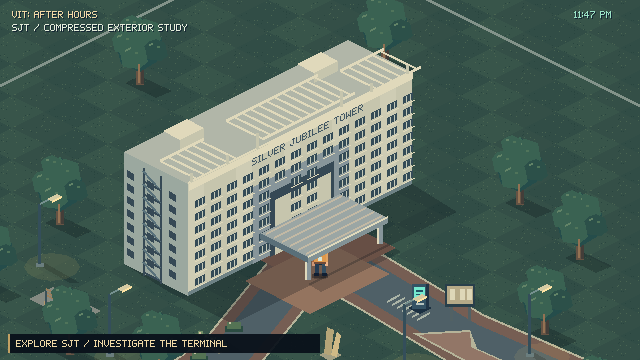 VIT: AFTER HOURS
11:47 PM
SJT / COMPRESSED EXTERIOR STUDY
SILVER JUBILEE TOWER
EXPLORE SJT / INVESTIGATE THE TERMINAL